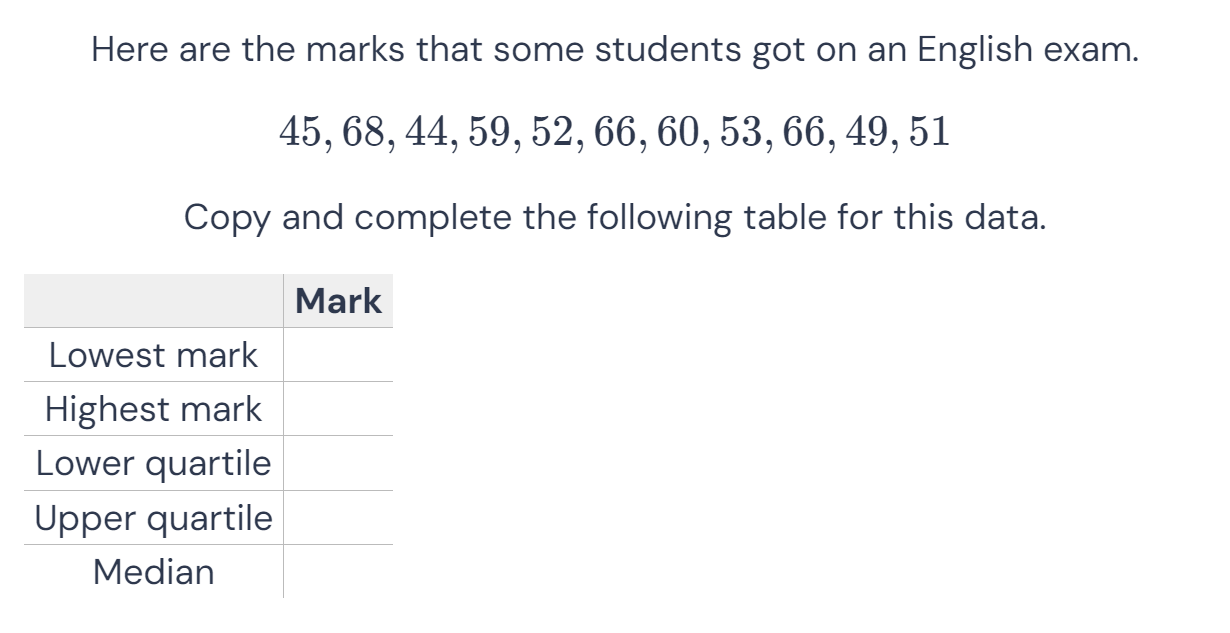 Here are the marks that some students got on an English exam.
45, 68, 44, 59, 52, 66, 60, 53, 66, 49, 51
Copy and complete the following table for this data.
Mark
Lowest mark
Highest mark
Lower quartile
Upper quartile
Median